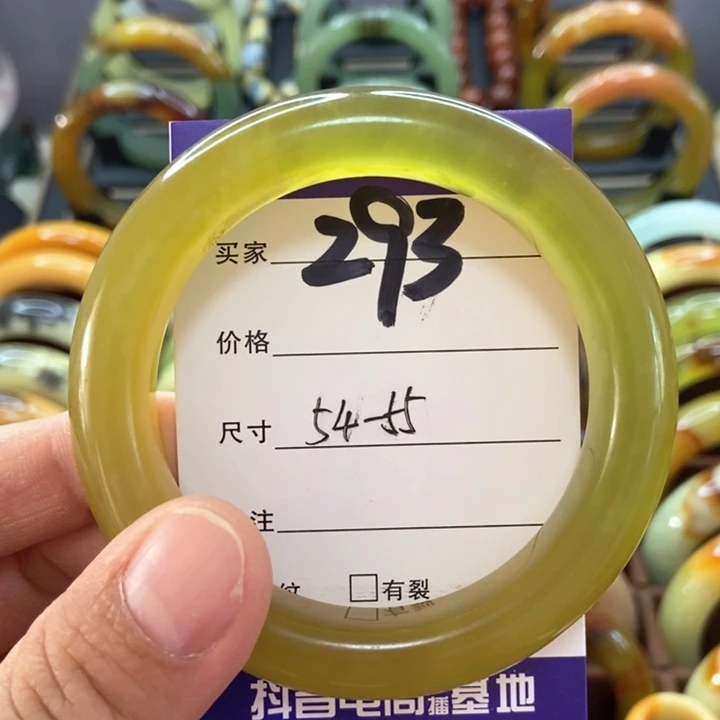 买家 293
价格
尺寸 54-55
注
纹 □有裂
抖音电商直播基地